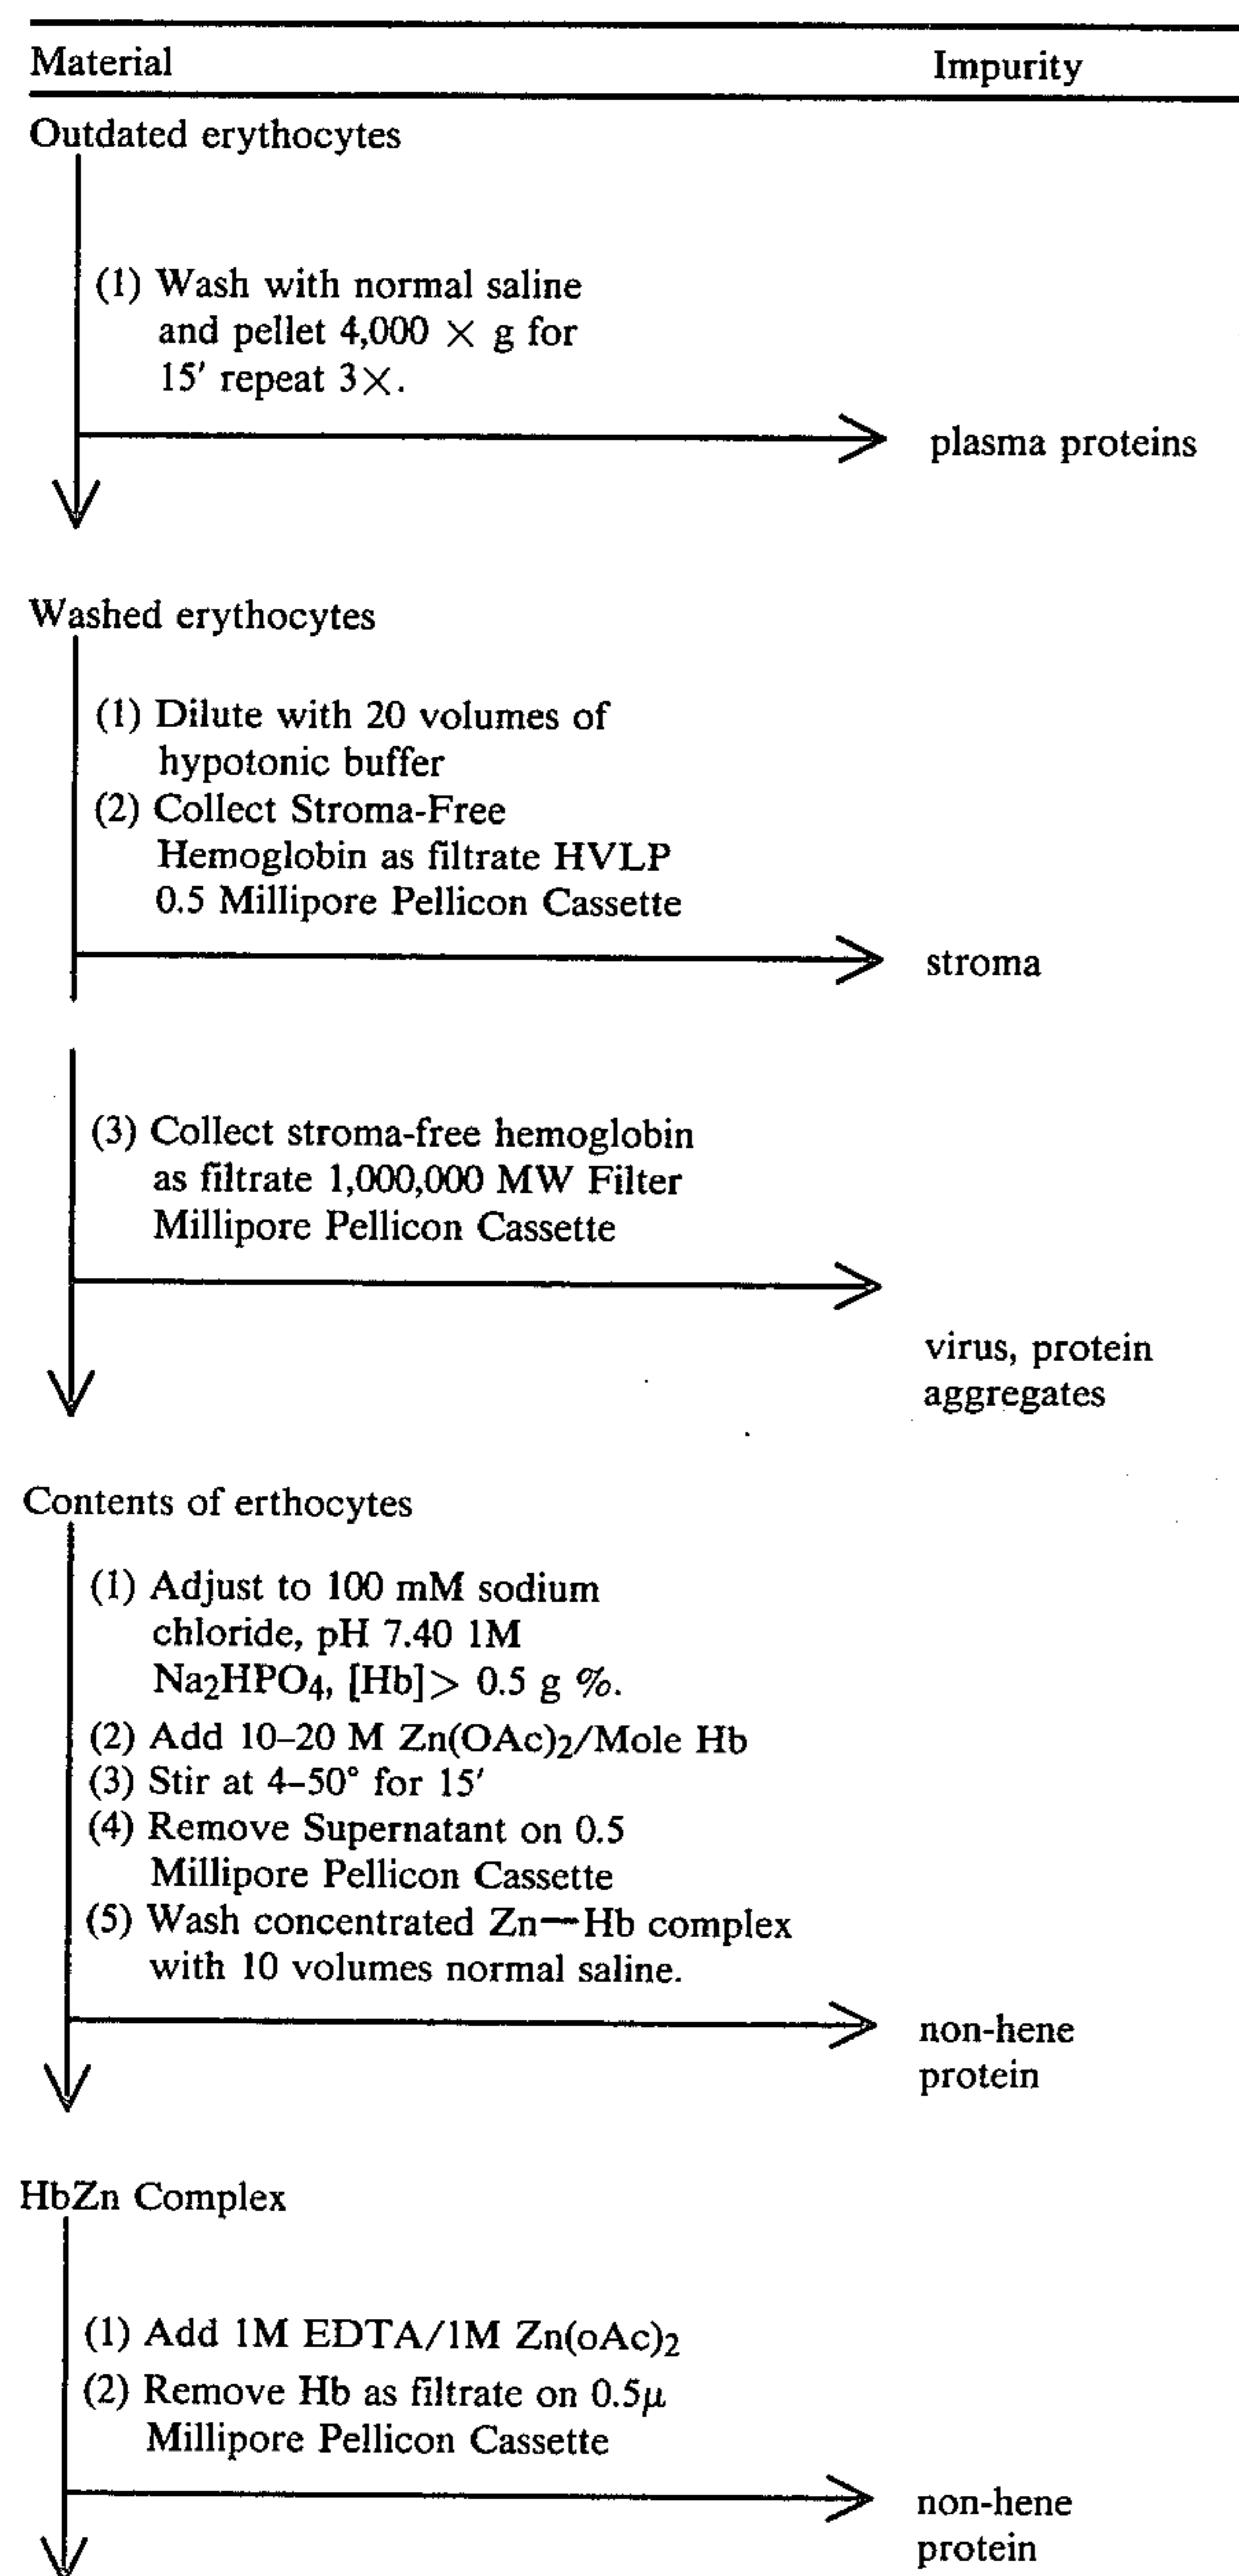 Material Impurity
Outdated erythocytes
(1) Wash with normal saline
and pellet 4,000 × g for
15′ repeat 3×.
plasma proteins
Washed erythocytes
(1) Dilute with 20 volumes of
hypotonic buffer
(2) Collect Stroma-Free
Hemoglobin as filtrate HVLP
0.5 Millipore Pellicon Cassette
stroma
(3) Collect stroma-free hemoglobin
as filtrate 1,000,000 MW Filter
Millipore Pellicon Cassette
virus, protein
aggregates
Contents of erthocytes
(1) Adjust to 100 mM sodium
chloride, pH 7.40 1M
Na₂HPO₄, [Hb]> 0.5 g %.
(2) Add 10–20 M Zn(OAc)₂/Mole Hb
(3) Stir at 4–50° for 15′
(4) Remove Supernatant on 0.5
Millipore Pellicon Cassette
(5) Wash concentrated Zn—Hb complex
with 10 volumes normal saline.
non-hene
protein
HbZn Complex
(1) Add 1M EDTA/1M Zn(oAc)₂
(2) Remove Hb as filtrate on 0.5μ
Millipore Pellicon Cassette
non-hene
protein